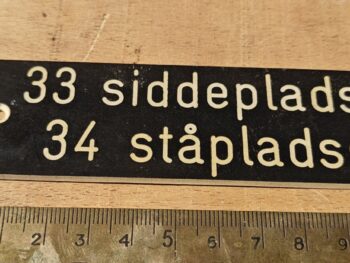 33 siddeplads
34 ståplads
2 3 4 5 6 7 8 9